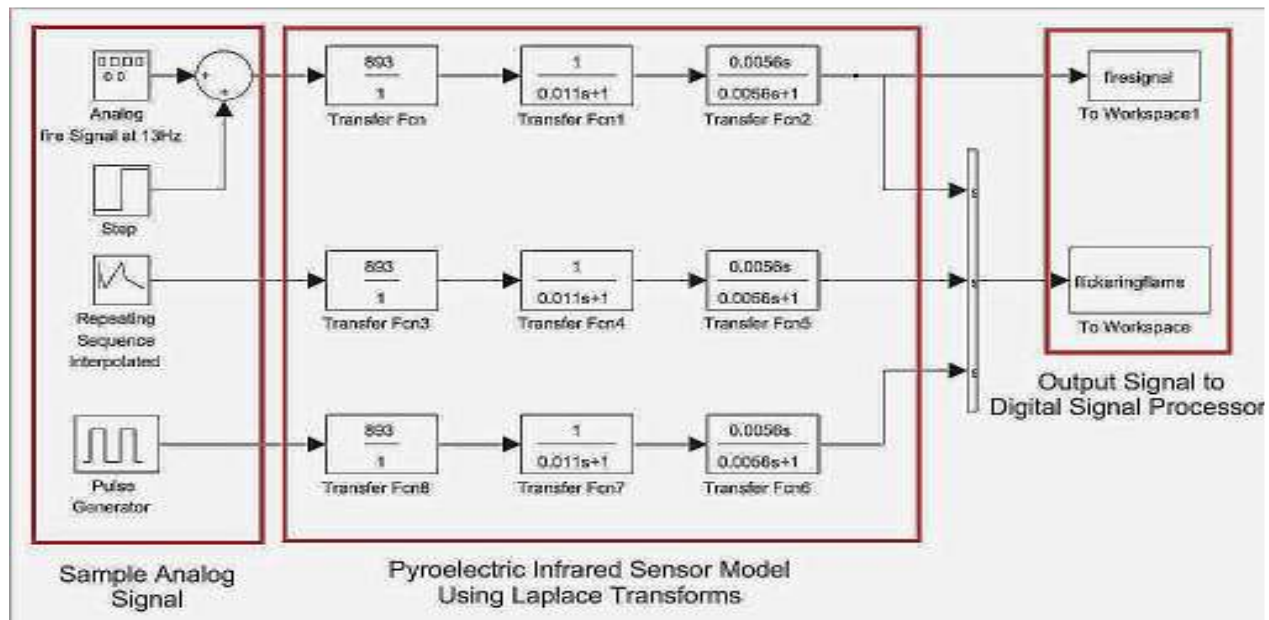 893
1
Transfer Fcn
1
0.011s+1
Transfer Fcn1
0.0056s
0.0056s+1
Transfer Fcn2
firesignal
To Workspace1
Analog
fire Signal at 13Hz
Step
893
1
Transfer Fcn3
1
0.011s+1
Transfer Fcn4
0.0056s
0.0056s+1
Transfer Fcn5
flickeringflame
To Workspace
Repeating
Sequence
Interpolated
893
1
Transfer Fcn8
1
0.011s+1
Transfer Fcn7
0.0056s
0.0056s+1
Transfer Fcn6
Pulse
Generator
Output Signal to
Digital Signal Processor
Sample Analog
Signal
Pyroelectric Infrared Sensor Model
Using Laplace Transforms